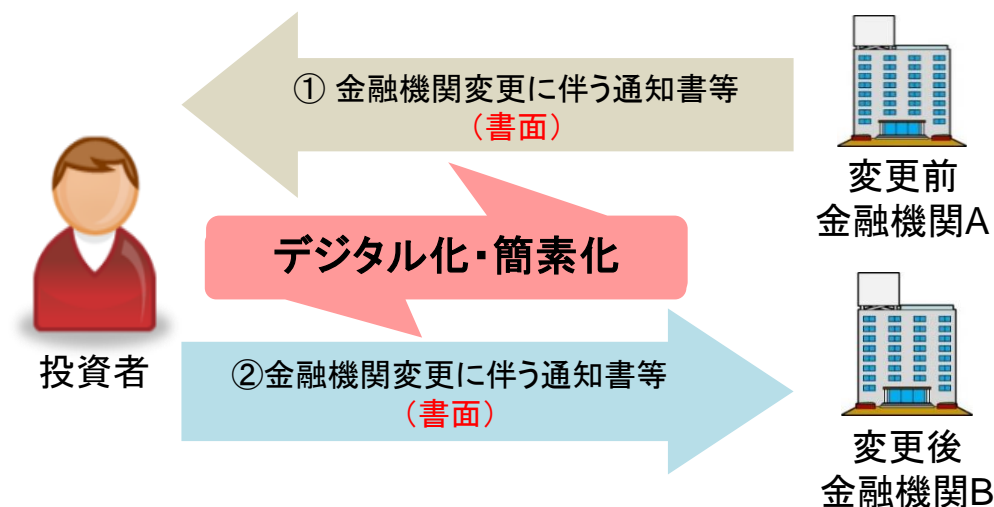 ① 金融機関変更に伴う通知書等
（書面）
変更前
金融機関A
デジタル化・簡素化
投資者
②金融機関変更に伴う通知書等
（書面）
変更後
金融機関B